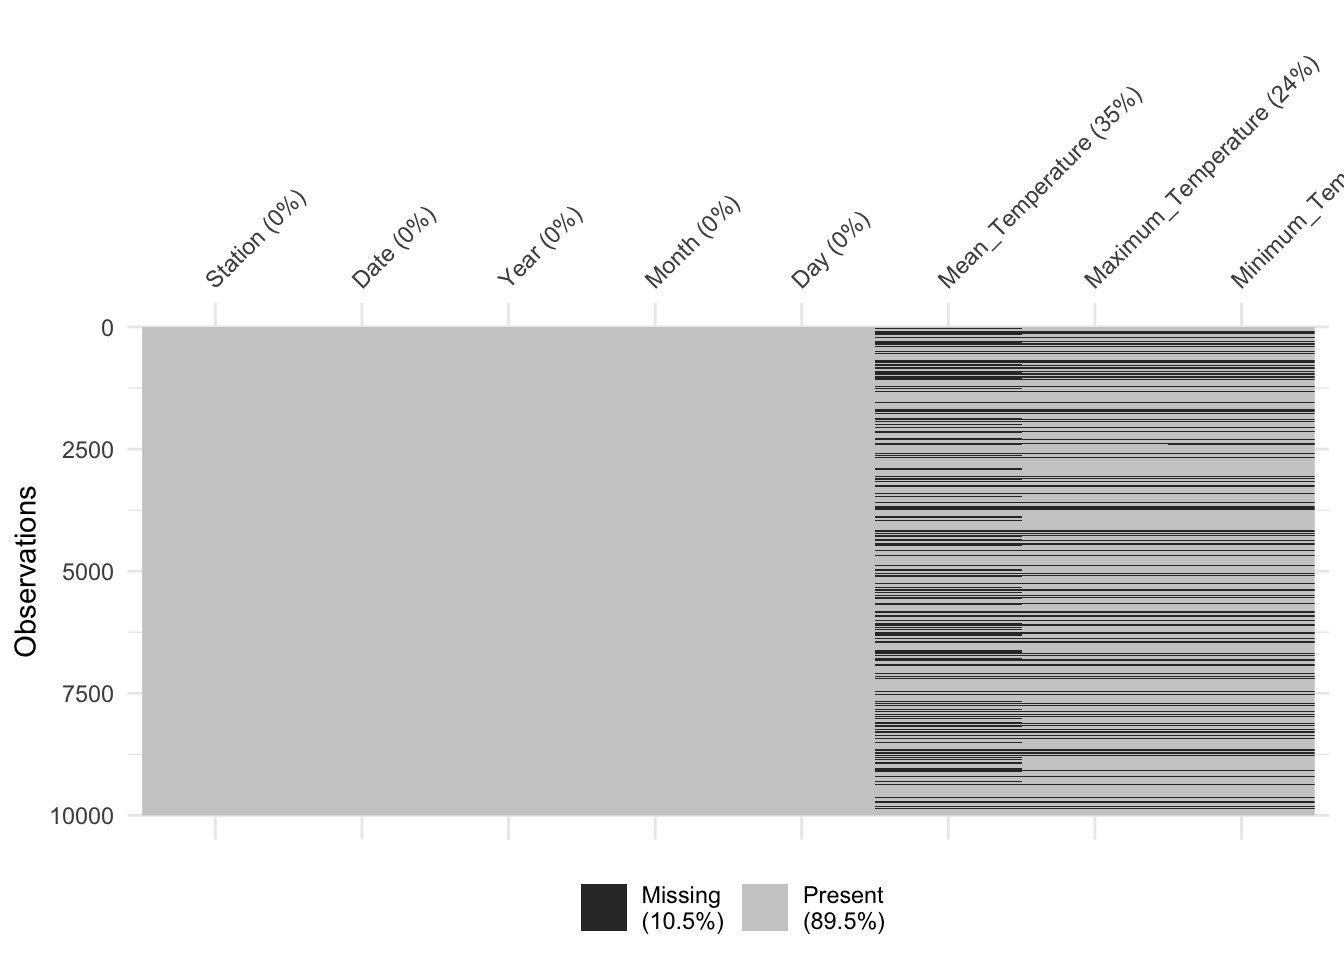 Station (0%)
Date (0%)
Year (0%)
Month (0%)
Day (0%)
Mean_Temperature (35%)
Maximum_Temperature (24%)
Minimum_Tem
0
2500
5000
7500
10000
Observations
Missing
(10.5%)
Present
(89.5%)